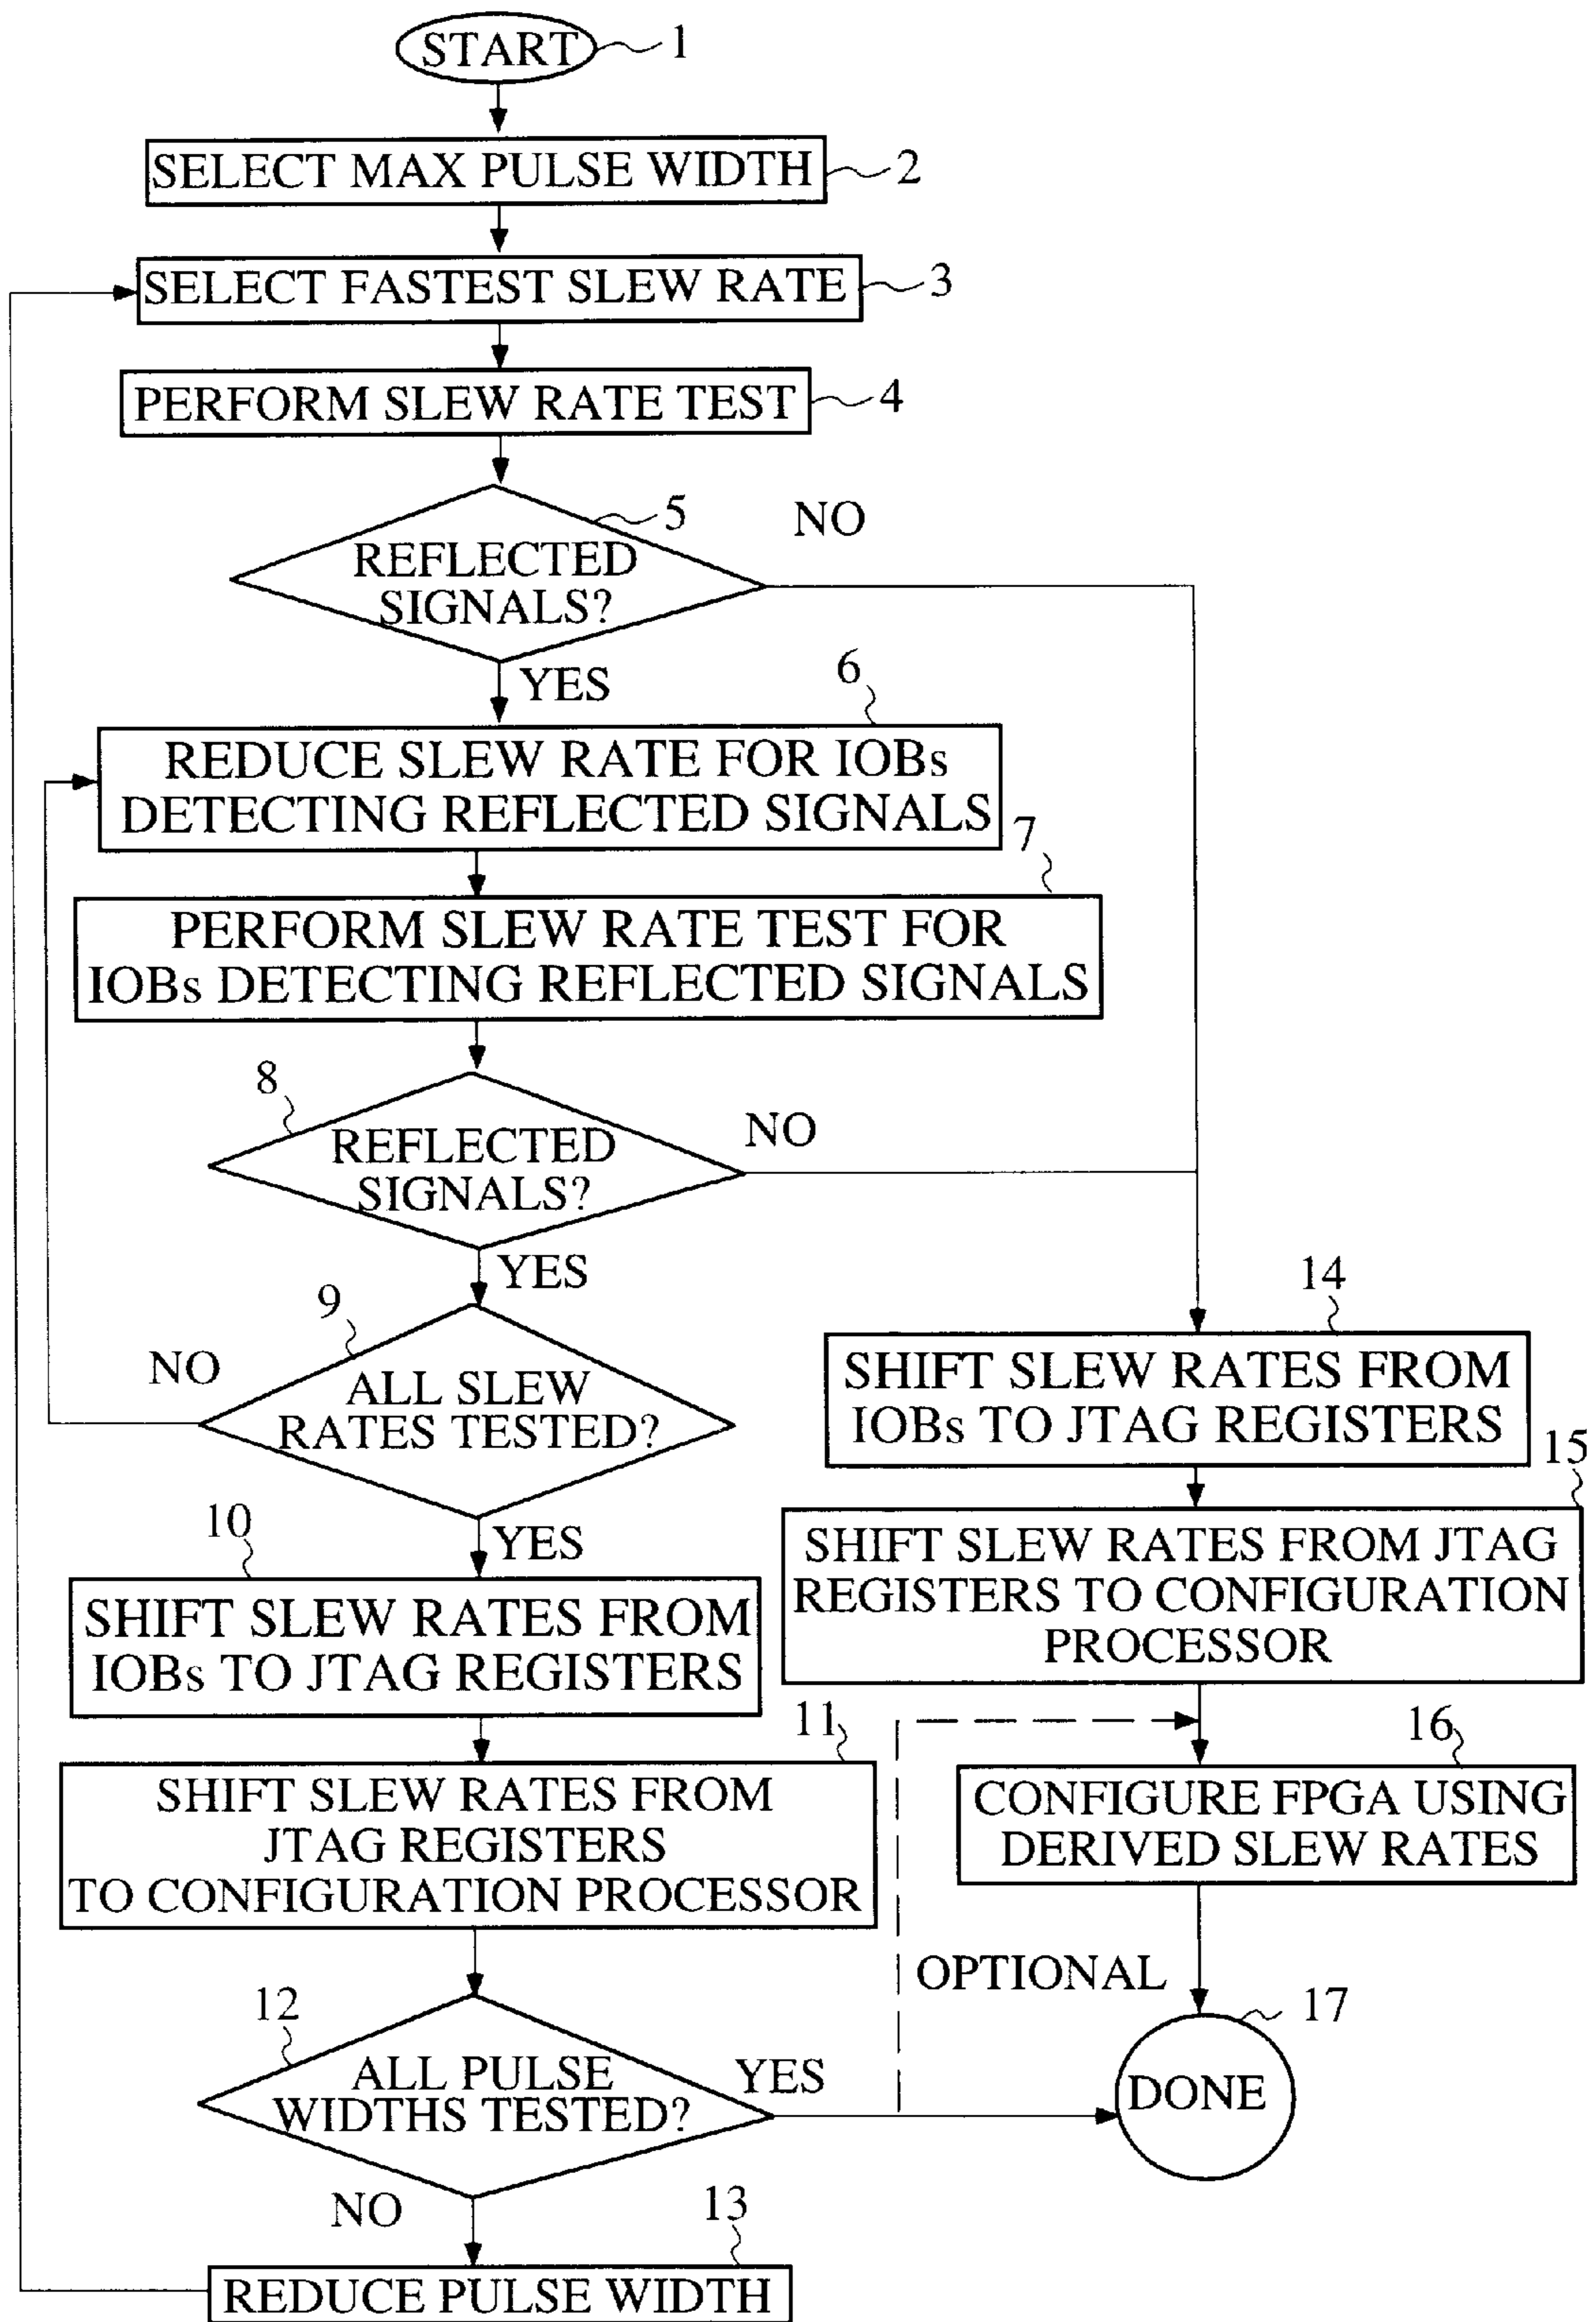 START
1
SELECT MAX PULSE WIDTH
2
SELECT FASTEST SLEW RATE
3
PERFORM SLEW RATE TEST
4
5
NO
REFLECTED
SIGNALS?
YES
6
REDUCE SLEW RATE FOR IOBs
DETECTING REFLECTED SIGNALS
7
PERFORM SLEW RATE TEST FOR
IOBs DETECTING REFLECTED SIGNALS
8
REFLECTED
SIGNALS?
NO
YES
9
NO
ALL SLEW
RATES TESTED?
YES
10
SHIFT SLEW RATES FROM
IOBs TO JTAG REGISTERS
11
SHIFT SLEW RATES FROM
JTAG REGISTERS
TO CONFIGURATION PROCESSOR
12
ALL PULSE
WIDTHS TESTED?
YES
NO
13
REDUCE PULSE WIDTH
14
SHIFT SLEW RATES FROM
IOBs TO JTAG REGISTERS
15
SHIFT SLEW RATES FROM JTAG
REGISTERS TO CONFIGURATION
PROCESSOR
16
CONFIGURE FPGA USING
DERIVED SLEW RATES
OPTIONAL
17
DONE